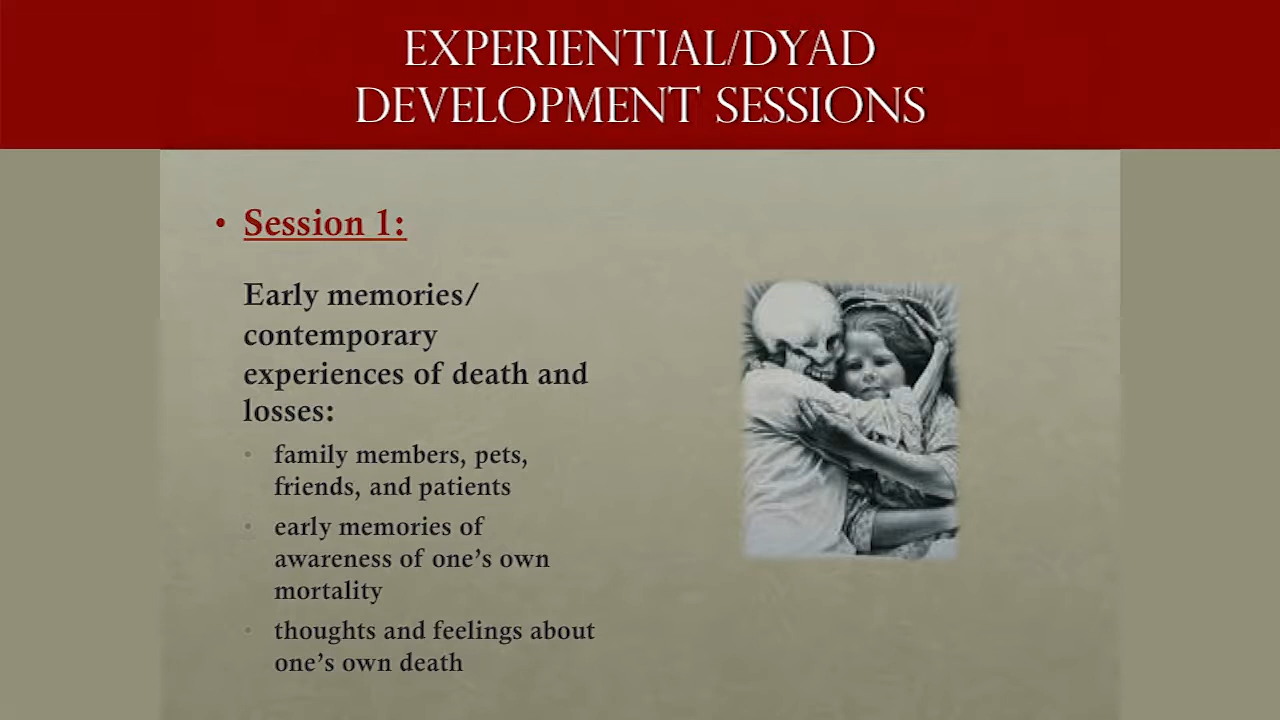 EXPERIENTIAL/DYAD
DEVELOPMENT SESSIONS
• Session 1:
Early memories/
contemporary
experiences of death and
losses:
• family members, pets,
friends, and patients
• early memories of
awareness of one’s own
mortality
• thoughts and feelings about
one’s own death